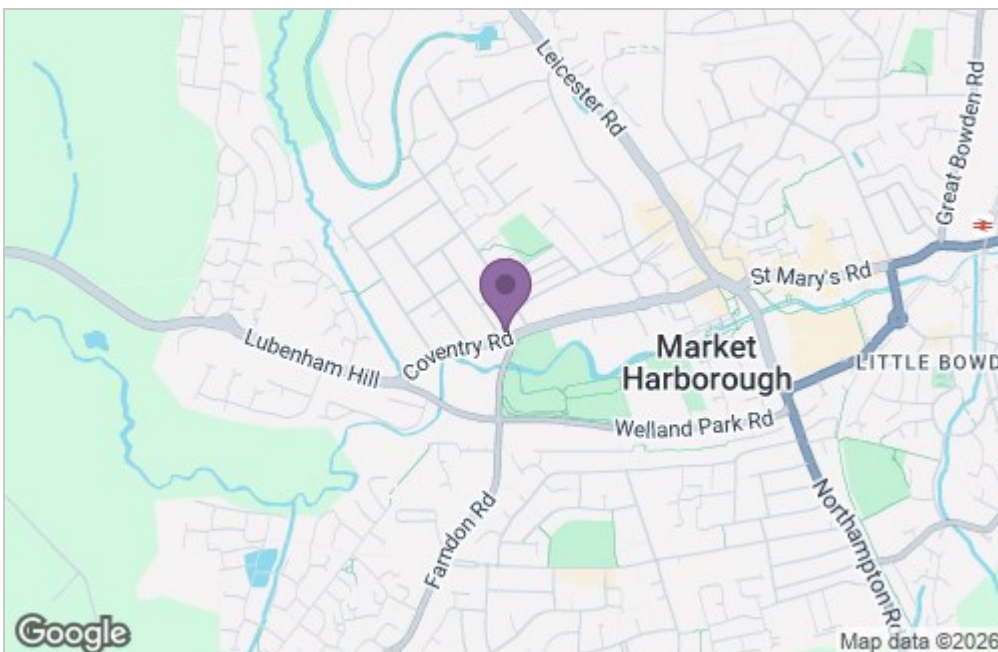 Leicester Rd
Great Bowden Rd
St Mary's Rd
Coventry Rd
Lubenham Hill
Market
Harborough
LITTLE BOWD
Welland Park Rd
Farndon Rd
Northampton Rd
Google
Map data ©2026